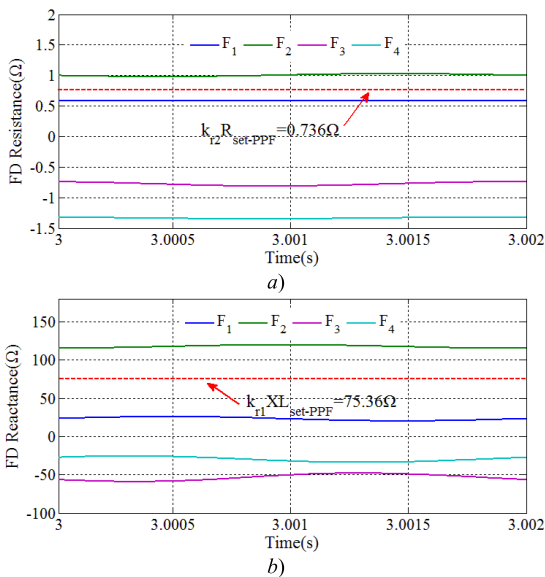 2
1.5
1
0.5
0
-0.5
-1
-1.5
FD Resistance(Ω)
F1 F2 F3 F4
kr2Rset-PPF=0.736Ω
3 3.0005 3.001 3.0015 3.002
Time(s)
a)
150
100
50
0
-50
-100
FD Reactance(Ω)
F1 F2 F3 F4
kr1XLset-PPF=75.36Ω
3 3.0005 3.001 3.0015 3.002
Time(s)
b)